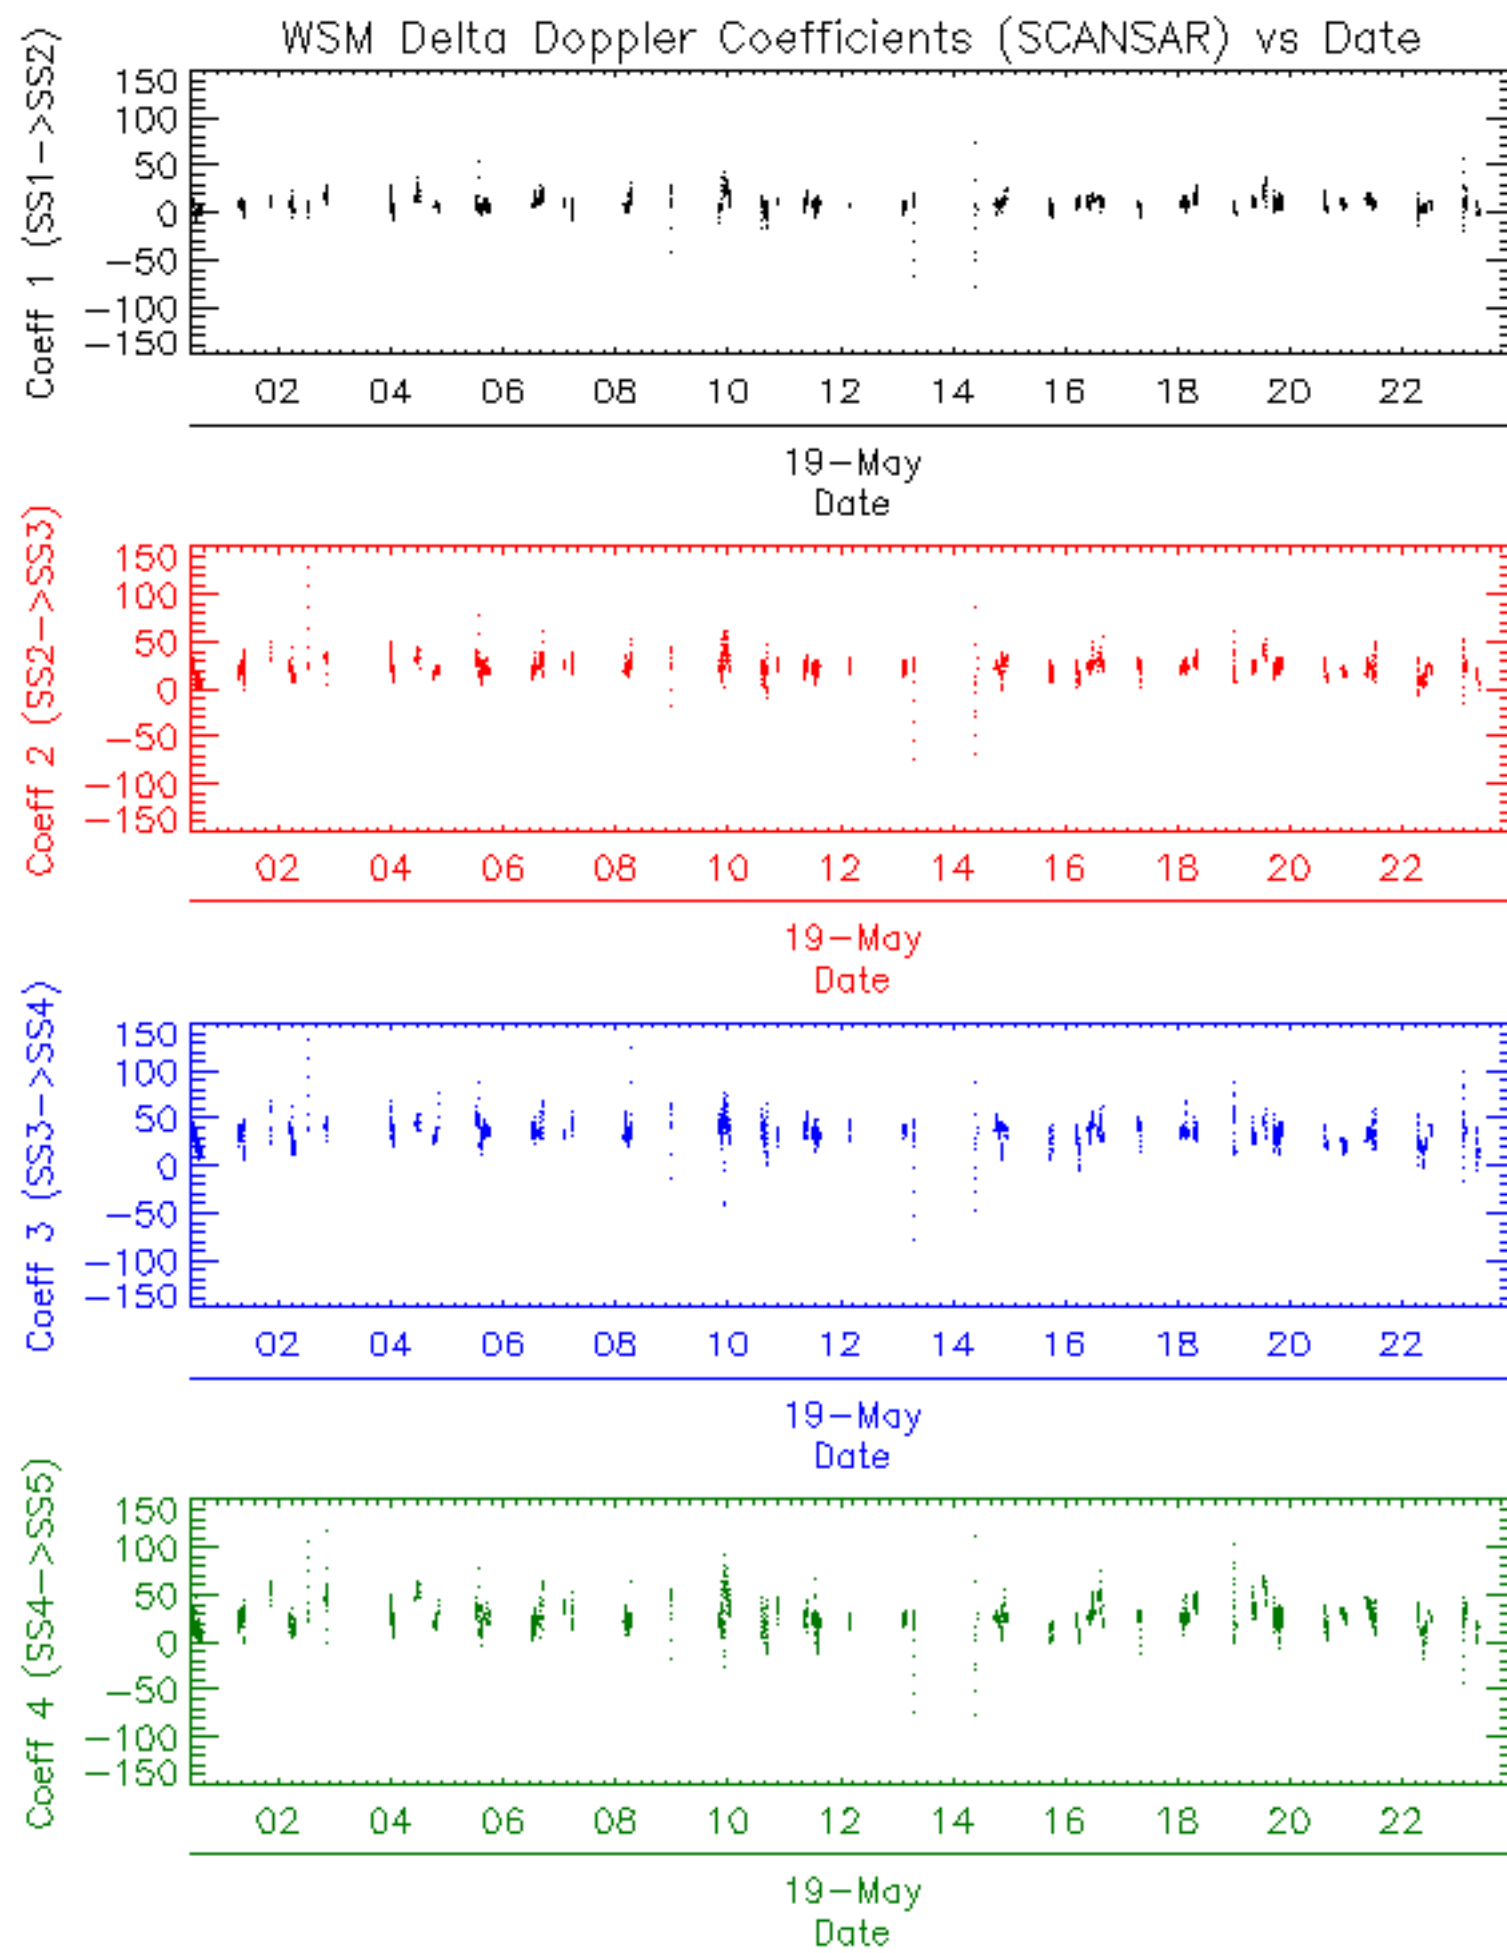 WSM Delta Doppler Coefficients (SCANSAR) vs Date
Coeff 1 (SS1->SS2)
150
100
50
0
-50
-100
-150
02 04 06 08 10 12 14 16 18 20 22
19-May
Date
Coeff 2 (SS2->SS3)
150
100
50
0
-50
-100
-150
02 04 06 08 10 12 14 16 18 20 22
19-May
Date
Coeff 3 (SS3->SS4)
150
100
50
0
-50
-100
-150
02 04 06 08 10 12 14 16 18 20 22
19-May
Date
Coeff 4 (SS4->SS5)
150
100
50
0
-50
-100
-150
02 04 06 08 10 12 14 16 18 20 22
19-May
Date